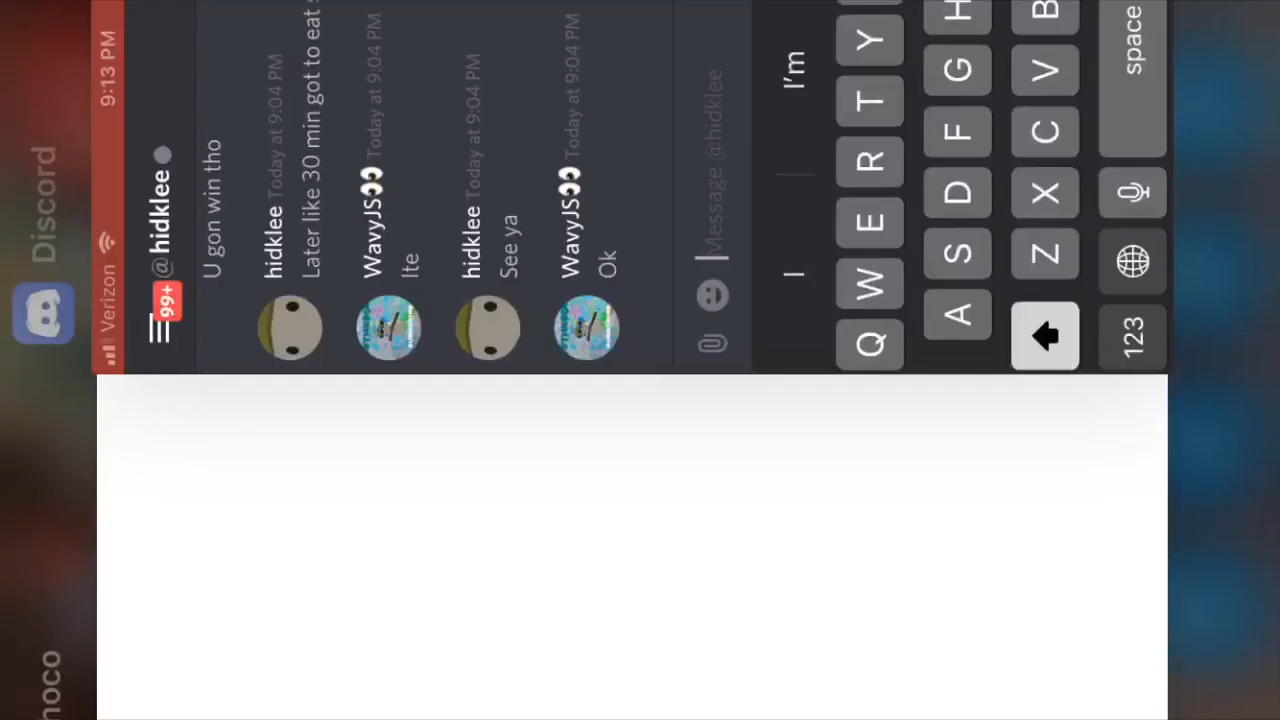 Discord
Verizon 9:13 PM
99+ @hidklee
U gon win tho
hidklee Today at 9:04 PM
Later like 30 min got to eat
WavyJS👀 Today at 9:04 PM
Ite
hidklee Today at 9:04 PM
See ya
WavyJS👀 Today at 9:04 PM
Ok
Message @hidklee
I I'm
Q W E R T Y
A S D F G H
Z X C V B
123 space
hoco